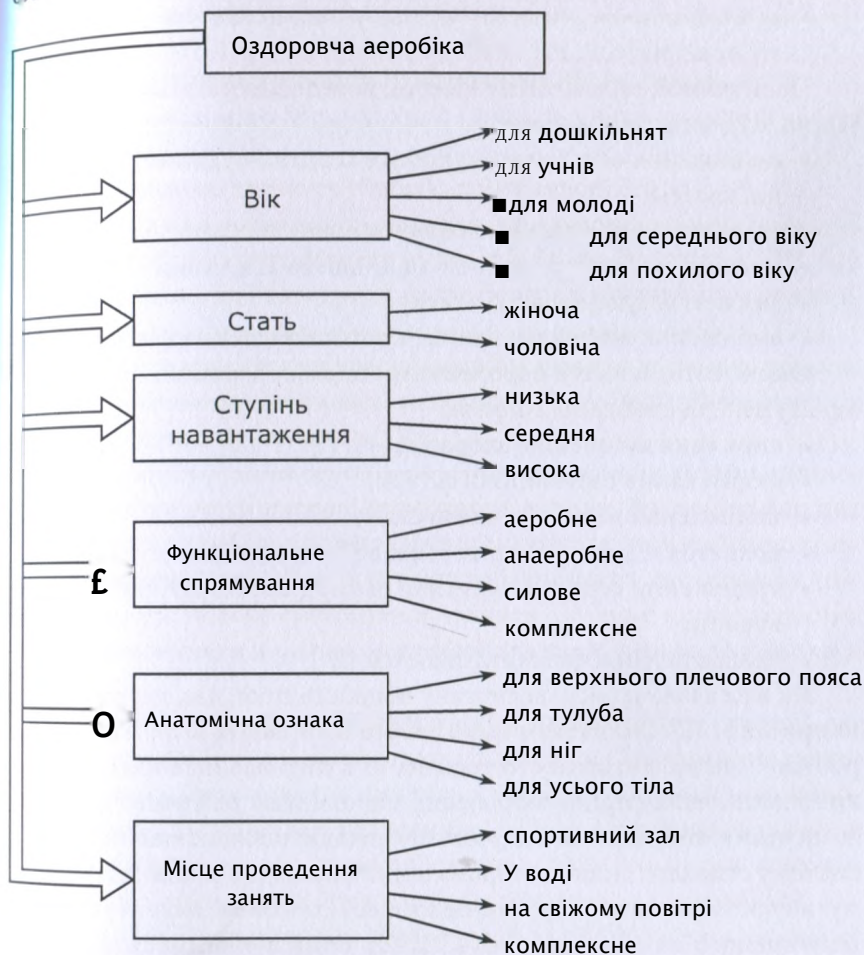 Оздоровча аеробіка
Вік
для дошкільнят
для учнів
■для молоді
■ для середнього віку
■ для похилого віку
Стать
жіноча
чоловіча
Ступінь
навантаження
низька
середня
висока
£
Функціональне
спрямування
аеробне
анаеробне
силове
комплексне
О
Анатомічна ознака
для верхнього плечового пояса
для тулуба
для ніг
для усього тіла
Місце проведення
занять
спортивний зал
У воді
на свіжому повітрі
комплексне